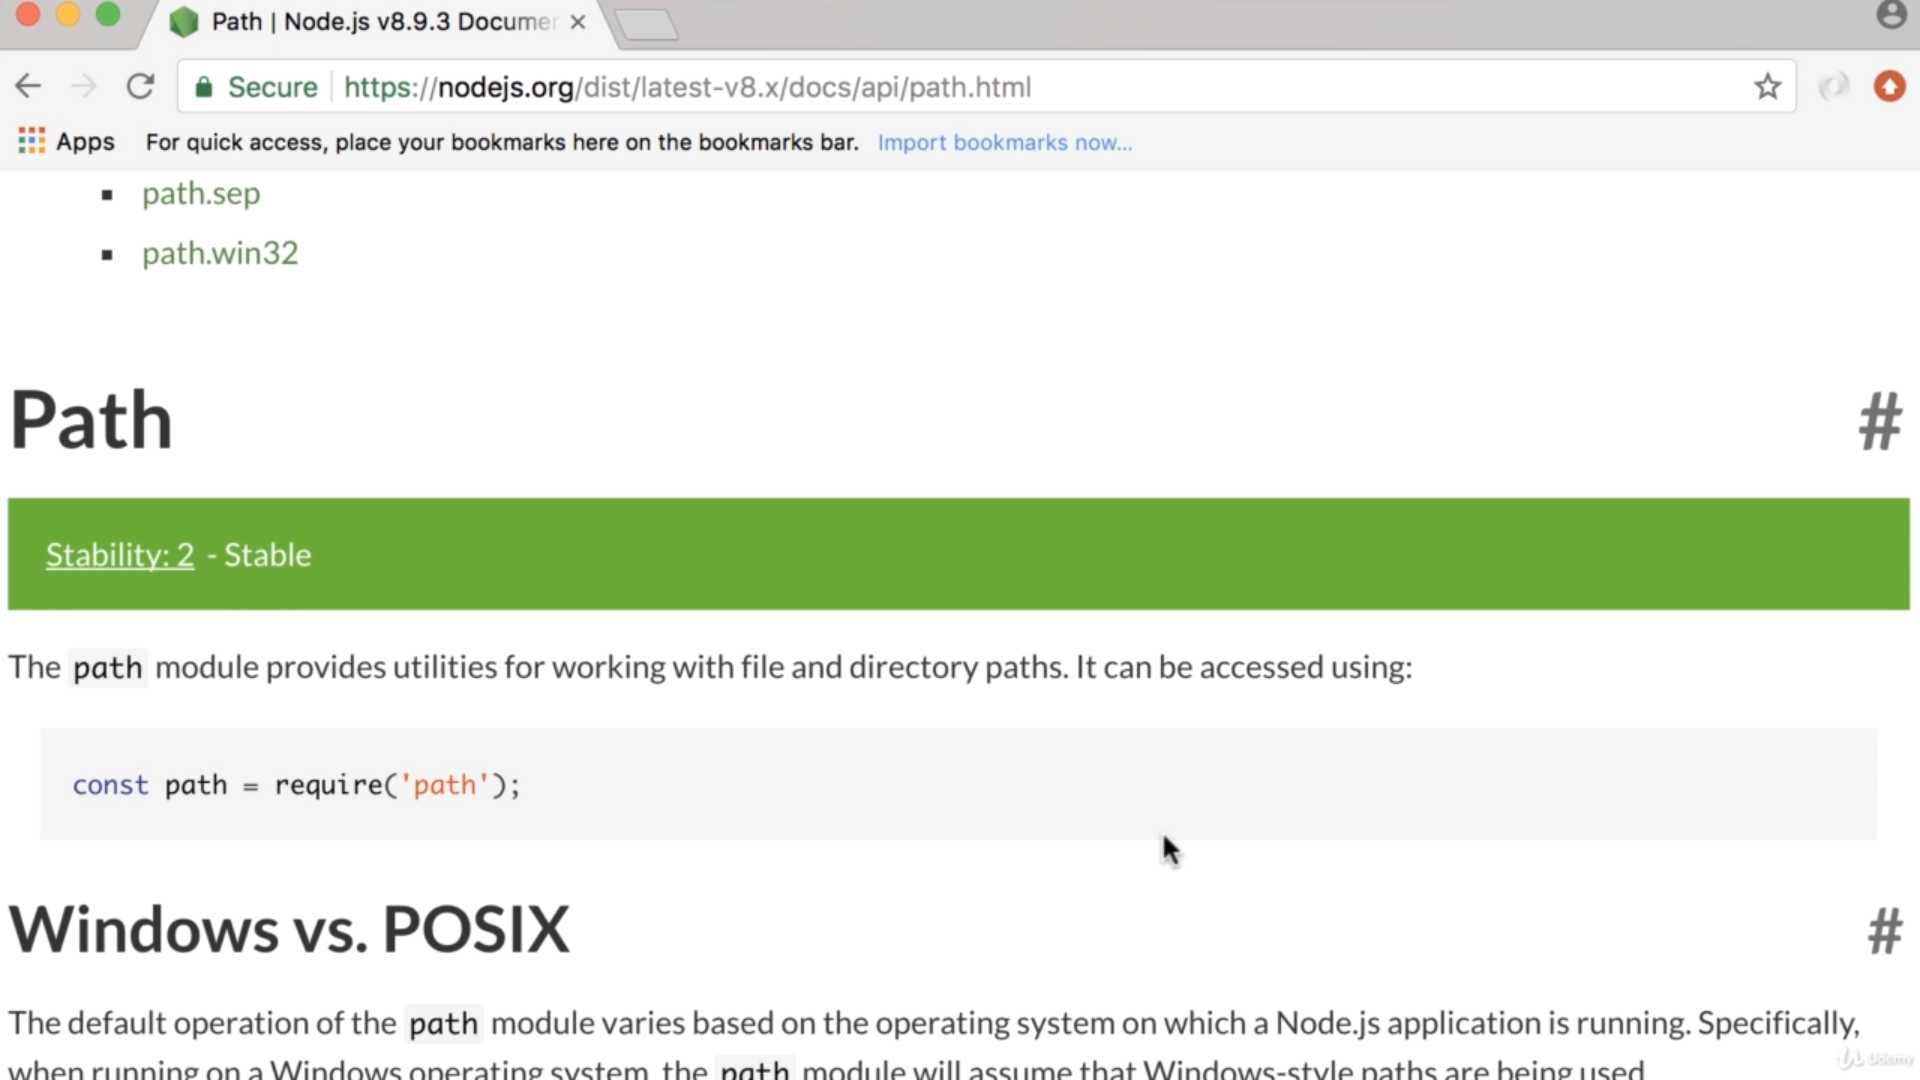 Path | Node.js v8.9.3 Documen
Secure https://nodejs.org/dist/latest-v8.x/docs/api/path.html
Apps For quick access, place your bookmarks here on the bookmarks bar. Import bookmarks now...
path.sep
path.win32
Path #
Stability: 2 - Stable
The path module provides utilities for working with file and directory paths. It can be accessed using:
const path = require('path');
Windows vs. POSIX #
The default operation of the path module varies based on the operating system on which a Node.js application is running. Specifically,
when running on a Windows operating system, the path module will assume that Windows-style paths are being used.
Udemy